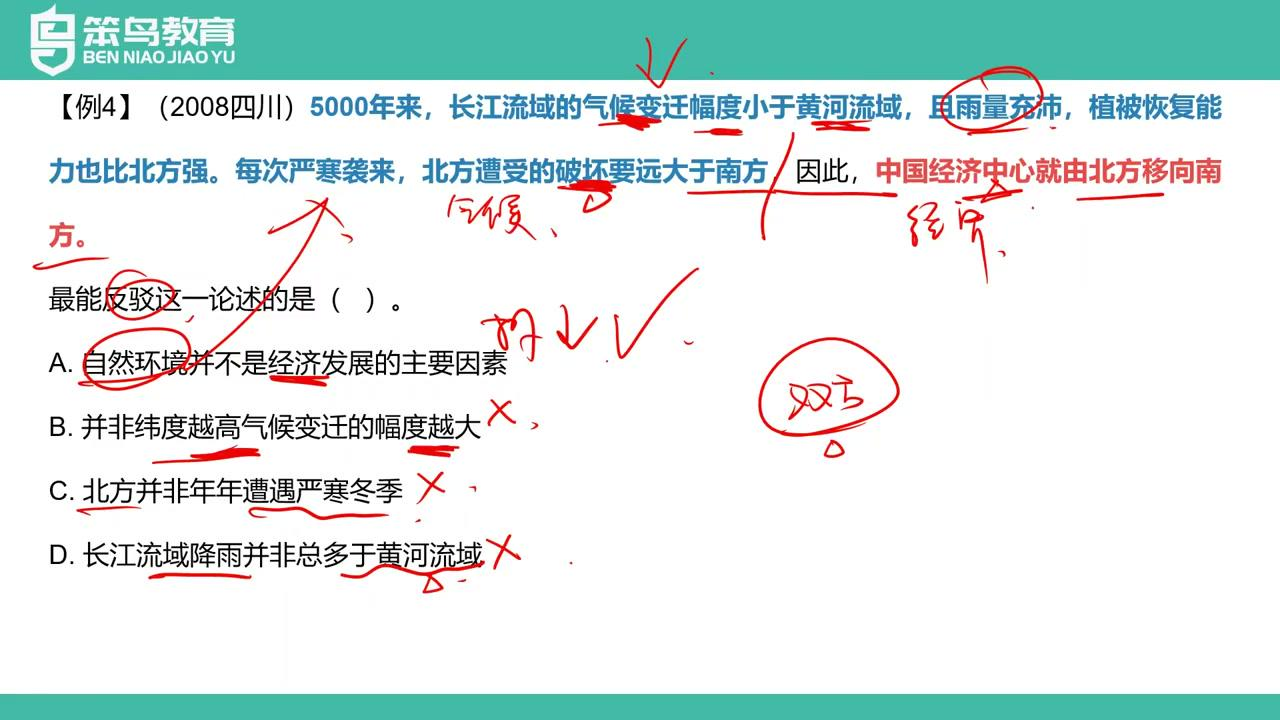 笨鸟教育
BEN NIAO JIAO YU
【例4】（2008四川）5000年来，长江流域的气候变迁幅度小于黄河流域，且雨量充沛，植被恢复能
力也比北方强。每次严寒袭来，北方遭受的破坏要远大于南方，因此，中国经济中心就由北方移向南
气候、
经济
方。
最能反驳这一论述的是（ ）。
A. 自然环境并不是经济发展的主要因素
B. 并非纬度越高气候变迁的幅度越大
C. 北方并非年年遭遇严寒冬季
D. 长江流域降雨并非总多于黄河流域